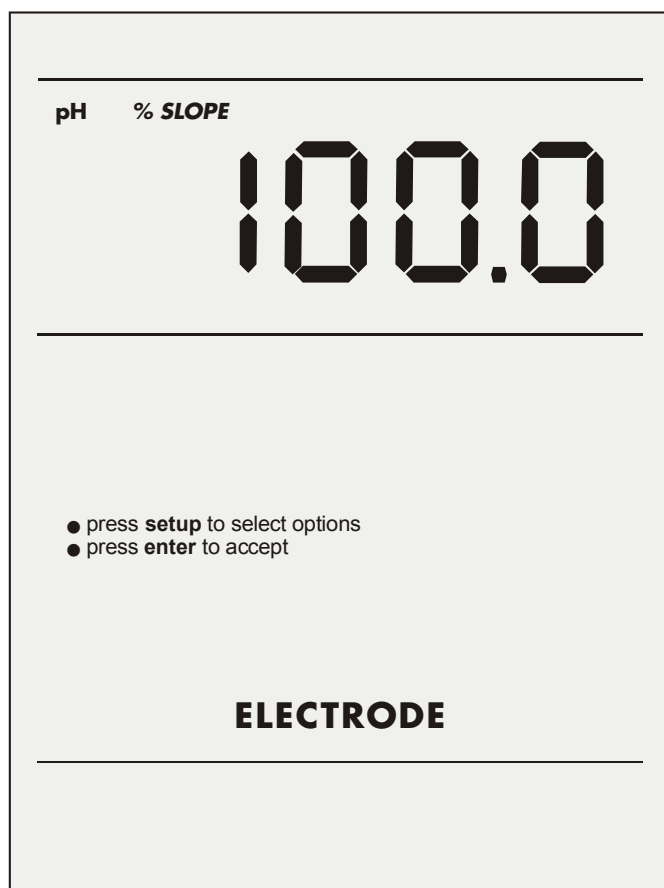 pH % SLOPE
100.0
● press setup to select options
● press enter to accept
ELECTRODE